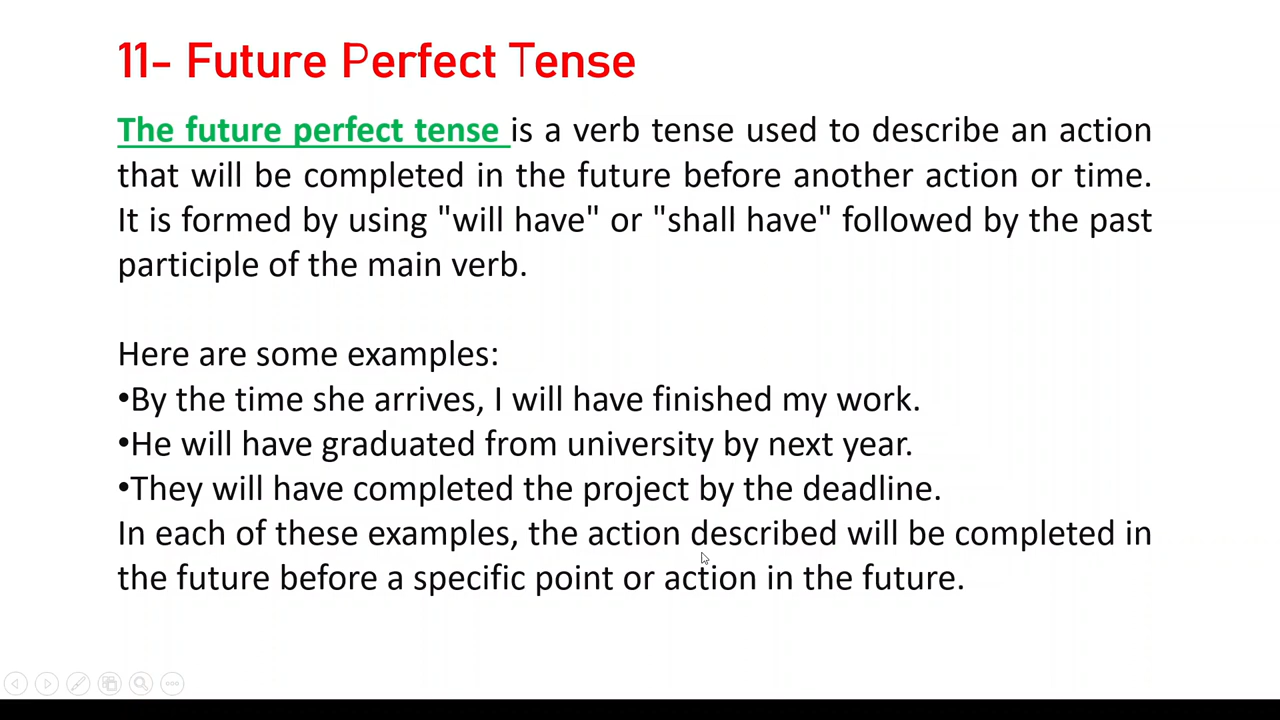 11- Future Perfect Tense
The future perfect tense is a verb tense used to describe an action
that will be completed in the future before another action or time.
It is formed by using "will have" or "shall have" followed by the past
participle of the main verb.
Here are some examples:
•By the time she arrives, I will have finished my work.
•He will have graduated from university by next year.
•They will have completed the project by the deadline.
In each of these examples, the action described will be completed in
the future before a specific point or action in the future.